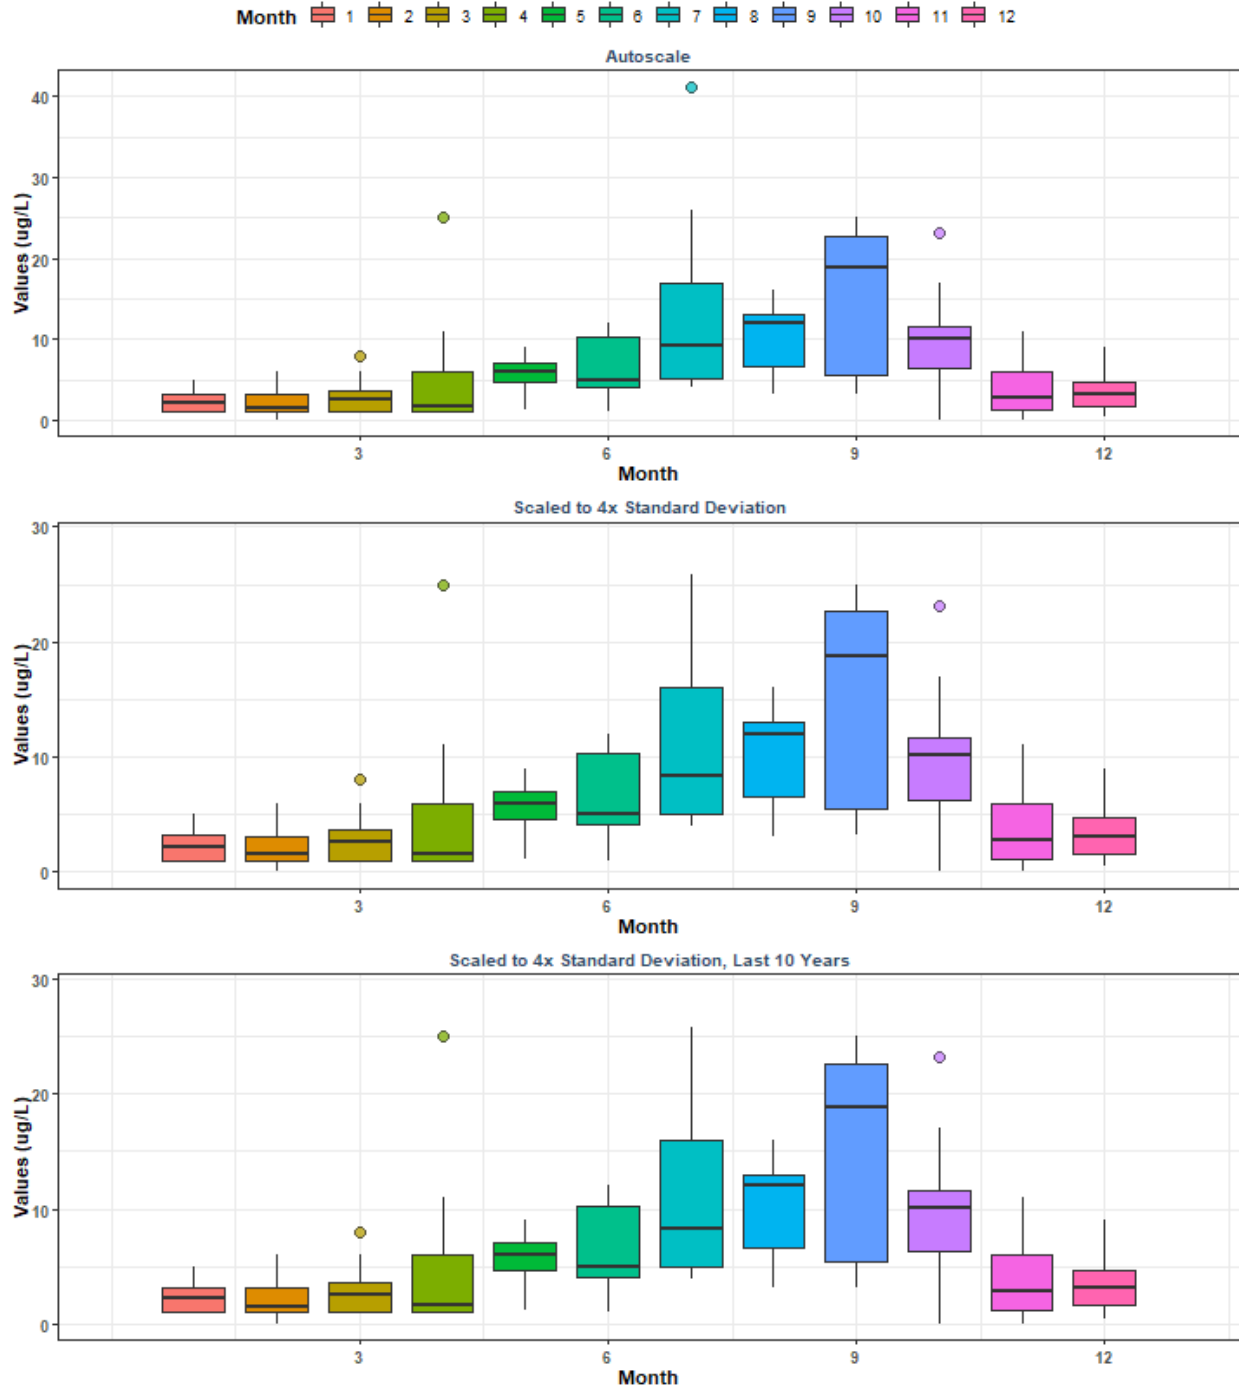 Month 1 2 3 4 5 6 7 8 9 10 11 12
Autoscale
Values (ug/L)
40
30
20
10
0
3 6 9 12
Month
Scaled to 4x Standard Deviation
Values (ug/L)
30
20
10
0
3 6 9 12
Month
Scaled to 4x Standard Deviation, Last 10 Years
Values (ug/L)
30
20
10
0
3 6 9 12
Month